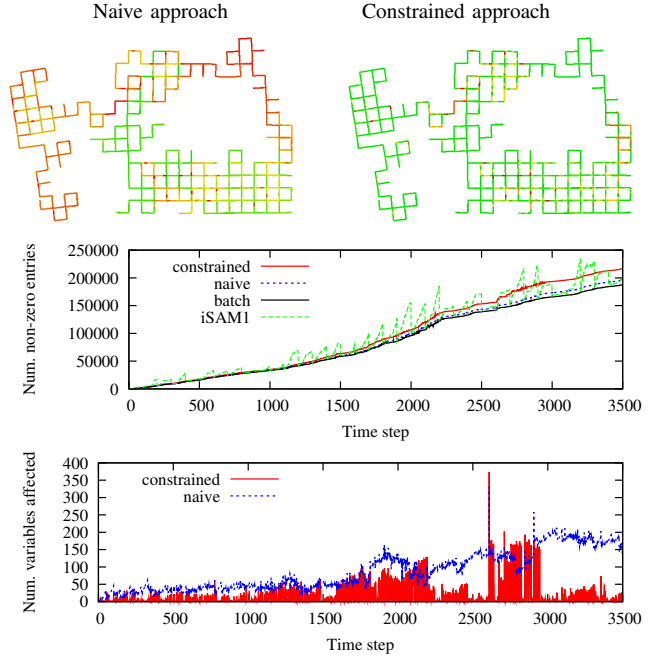 Naive approach
Constrained approach
250000
200000
150000
100000
50000
0
Num. non-zero entries
constrained
naive
batch
iSAM1
0 500 1000 1500 2000 2500 3000 3500
Time step
400
350
300
250
200
150
100
50
0
Num. variables affected
constrained
naive
0 500 1000 1500 2000 2500 3000 3500
Time step